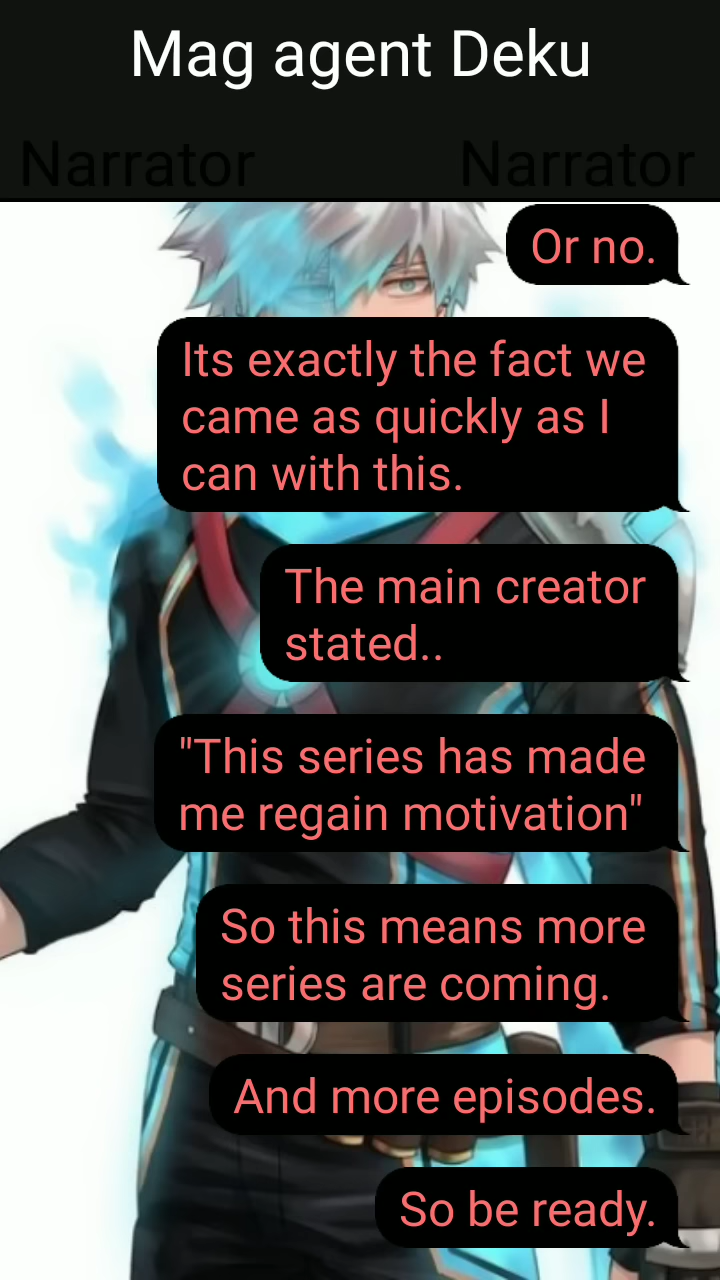 Mag agent Deku
Narrator Narrator
Or no.
Its exactly the fact we
came as quickly as I
can with this.
The main creator
stated..
"This series has made
me regain motivation"
So this means more
series are coming.
And more episodes.
So be ready.